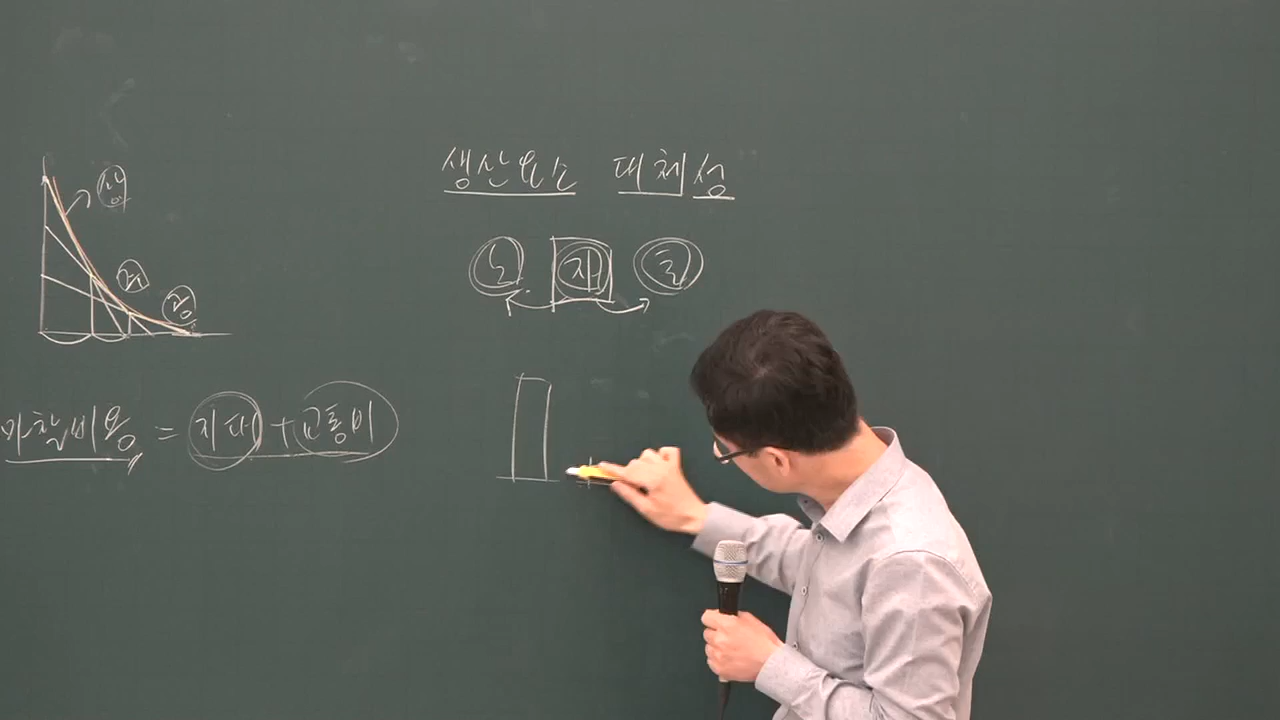 생산요소 대체성
상
노 자 토
주
공
마찰비용 = 지대 + 교통비